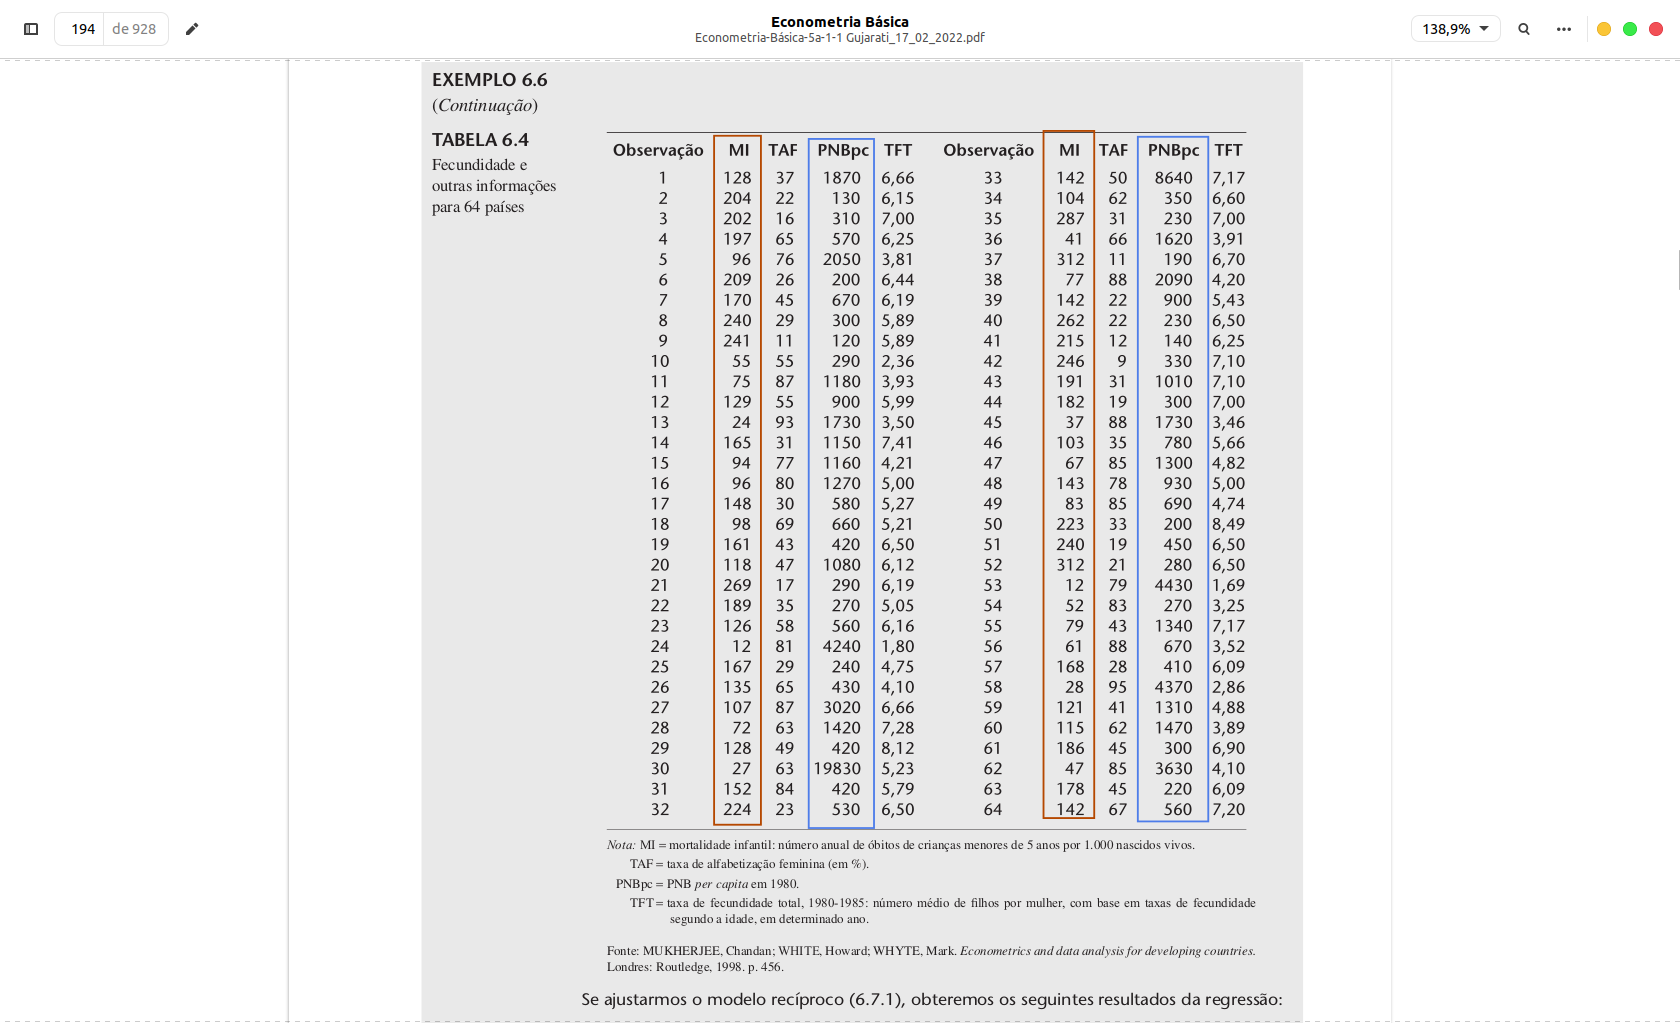 194 de 928
Econometria Básica
Econometria-Básica-5a-1-1 Gujarati_17_02_2022.pdf
138,9%
EXEMPLO 6.6
(Continuação)
TABELA 6.4
Fecundidade e
outras informações
para 64 países
Observação MI TAF PNBpc TFT Observação MI TAF PNBpc TFT
1 128 37 1870 6,66 33 142 50 8640 7,17
2 204 22 130 6,15 34 104 62 350 6,60
3 202 16 310 7,00 35 287 31 230 7,00
4 197 65 570 6,25 36 41 66 1620 3,91
5 96 76 2050 3,81 37 312 11 190 6,70
6 209 26 200 6,44 38 77 88 2090 4,20
7 170 45 670 6,19 39 142 22 900 5,43
8 240 29 300 5,89 40 262 22 230 6,50
9 241 11 120 5,89 41 215 12 140 6,25
10 55 55 290 2,36 42 246 9 330 7,10
11 75 87 1180 3,93 43 191 31 1010 7,10
12 129 55 900 5,99 44 182 19 300 7,00
13 24 93 1730 3,50 45 37 88 1730 3,46
14 165 31 1150 7,41 46 103 35 780 5,66
15 94 77 1160 4,21 47 67 85 1300 4,82
16 96 80 1270 5,00 48 143 78 930 5,00
17 148 30 580 5,27 49 83 85 690 4,74
18 98 69 660 5,21 50 223 33 200 8,49
19 161 43 420 6,50 51 240 19 450 6,50
20 118 47 1080 6,12 52 312 21 280 6,50
21 269 17 290 6,19 53 12 79 4430 1,69
22 189 35 270 5,05 54 52 83 270 3,25
23 126 58 560 6,16 55 79 43 1340 7,17
24 12 81 4240 1,80 56 61 88 670 3,52
25 167 29 240 4,75 57 168 28 410 6,09
26 135 65 430 4,10 58 28 95 4370 2,86
27 107 87 3020 6,66 59 121 41 1310 4,88
28 72 63 1420 7,28 60 115 62 1470 3,89
29 128 49 420 8,12 61 186 45 300 6,90
30 27 63 19830 5,23 62 47 85 3630 4,10
31 152 84 420 5,79 63 178 45 220 6,09
32 224 23 530 6,50 64 142 67 560 7,20
Nota: MI = mortalidade infantil: número anual de óbitos de crianças menores de 5 anos por 1.000 nascidos vivos.
TAF = taxa de alfabetização feminina (em %).
PNBpc = PNB per capita em 1980.
TFT = taxa de fecundidade total, 1980-1985: número médio de filhos por mulher, com base em taxas de fecundidade
segundo a idade, em determinado ano.
Fonte: MUKHERJEE, Chandan; WHITE, Howard; WHYTE, Mark. Econometrics and data analysis for developing countries.
Londres: Routledge, 1998. p. 456.
Se ajustarmos o modelo recíproco (6.7.1), obteremos os seguintes resultados da regressão: